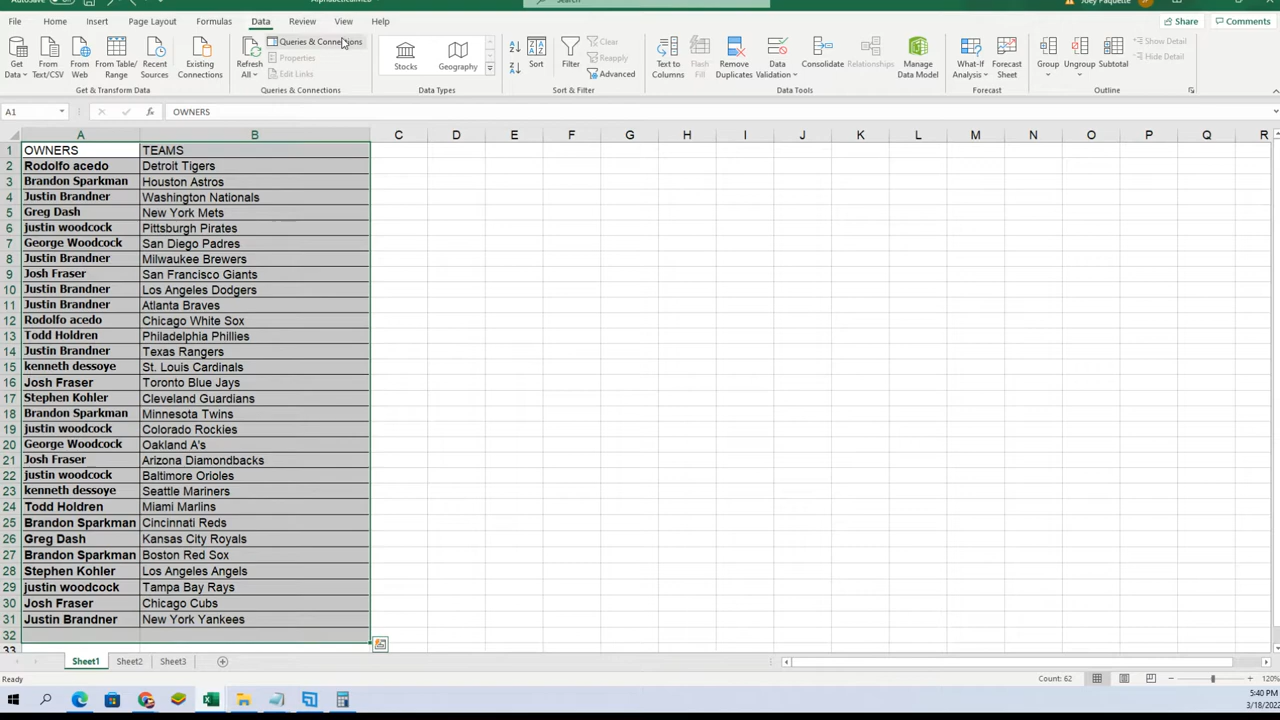 AutoSave
Joey Paquette
Search
File Home Insert Page Layout Formulas Data Review View Help
Share Comments
Get Data
From Text/CSV
From Web
From Table/ Range
Recent Sources
Existing Connections
Refresh All
Queries & Connections
Properties
Edit Links
Stocks
Geography
Sort
Filter
Clear
Reapply
Advanced
Text to Columns
Flash Fill
Remove Duplicates
Data Validation
Consolidate
Relationships
Manage Data Model
What-If Analysis
Forecast Sheet
Group
Ungroup
Subtotal
Show Detail
Hide Detail
Get & Transform Data
Queries & Connections
Data Types
Sort & Filter
Data Tools
Forecast
Outline
A1 fx OWNERS
A B C D E F G H I J K L M N O P Q R
1 OWNERS TEAMS
2 Rodolfo acedo Detroit Tigers
3 Brandon Sparkman Houston Astros
4 Justin Brandner Washington Nationals
5 Greg Dash New York Mets
6 justin woodcock Pittsburgh Pirates
7 George Woodcock San Diego Padres
8 Justin Brandner Milwaukee Brewers
9 Josh Fraser San Francisco Giants
10 Justin Brandner Los Angeles Dodgers
11 Justin Brandner Atlanta Braves
12 Rodolfo acedo Chicago White Sox
13 Todd Holdren Philadelphia Phillies
14 Justin Brandner Texas Rangers
15 kenneth dessoye St. Louis Cardinals
16 Josh Fraser Toronto Blue Jays
17 Stephen Kohler Cleveland Guardians
18 Brandon Sparkman Minnesota Twins
19 justin woodcock Colorado Rockies
20 George Woodcock Oakland A's
21 Josh Fraser Arizona Diamondbacks
22 justin woodcock Baltimore Orioles
23 kenneth dessoye Seattle Mariners
24 Todd Holdren Miami Marlins
25 Brandon Sparkman Cincinnati Reds
26 Greg Dash Kansas City Royals
27 Brandon Sparkman Boston Red Sox
28 Stephen Kohler Los Angeles Angels
29 justin woodcock Tampa Bay Rays
30 Josh Fraser Chicago Cubs
31 Justin Brandner New York Yankees
32
33
Sheet1 Sheet2 Sheet3
Ready
Count: 62
120%
5:40 PM